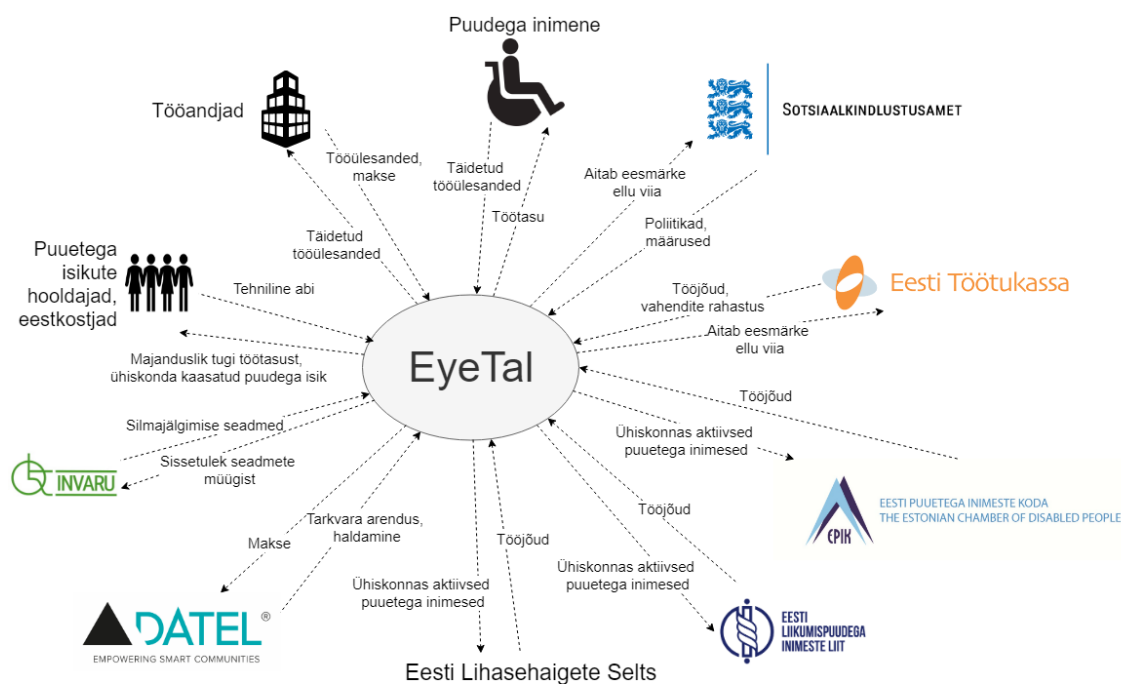 Puudega inimene
Tööandjad
SOTSIAALKINDLUSTUSAMET
Tööülesanded,
makse
Täidetud
tööülesanded
Aitab eesmärke
ellu viia
Töötasu
Poliitikad,
määrused
Täidetud
tööülesanded
Puuetega
isikute
hooldajad,
eestkostjad
Tehniline abi
Tööjõud,
vahendite rahastus
Eesti Töötukassa
Aitab eesmärke
ellu viia
Majanduslik tugi töötasust,
ühiskonda kaasatud puudega isik
EyeTal
Tööjõud
Silmajälgimise seadmed
Ühiskonnas aktiivsed
puuetega inimesed
INVARU
Sissetulek seadmete
müügist
EPIK
EESTI PUUETEGA INIMESTE KODA
THE ESTONIAN CHAMBER OF DISABLED PEOPLE
Makse
Tarkvara arendus,
haldamine
Tööjõud
Tööjõud
Ühiskonnas aktiivsed
puuetega inimesed
Ühiskonnas aktiivsed
puuetega inimesed
DATEL®
EMPOWERING SMART COMMUNITIES
EESTI
LIIKUMISPUUDEGA
INIMESTE LIIT
Eesti Lihasehaigete Selts